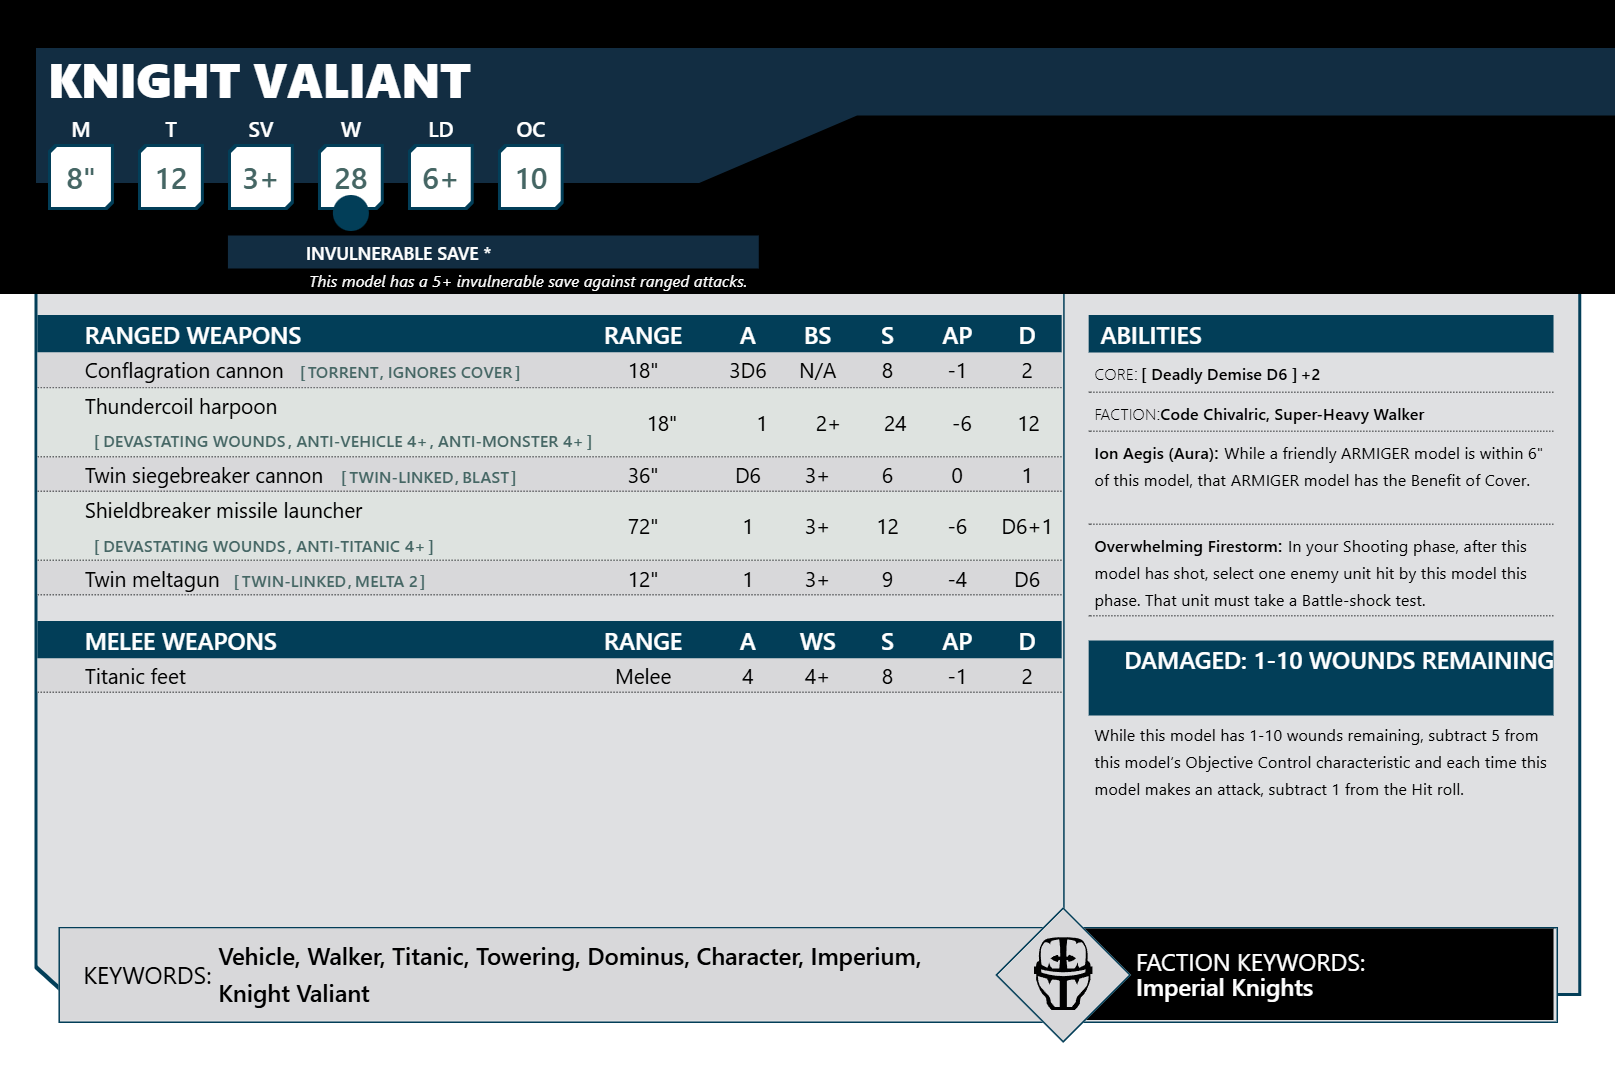 KNIGHT VALIANT
M T SV W LD OC
8" 12 3+ 28 6+ 10
INVULNERABLE SAVE *
This model has a 5+ invulnerable save against ranged attacks.
RANGED WEAPONS RANGE A BS S AP D
Conflagration cannon [ TORRENT, IGNORES COVER ] 18" 3D6 N/A 8 -1 2
Thundercoil harpoon
[ DEVASTATING WOUNDS, ANTI-VEHICLE 4+, ANTI-MONSTER 4+ ] 18" 1 2+ 24 -6 12
Twin siegebreaker cannon [ TWIN-LINKED, BLAST ] 36" D6 3+ 6 0 1
Shieldbreaker missile launcher
[ DEVASTATING WOUNDS, ANTI-TITANIC 4+ ] 72" 1 3+ 12 -6 D6+1
Twin meltagun [ TWIN-LINKED, MELTA 2 ] 12" 1 3+ 9 -4 D6
MELEE WEAPONS RANGE A WS S AP D
Titanic feet Melee 4 4+ 8 -1 2
ABILITIES
CORE: [ Deadly Demise D6 ] +2
FACTION:Code Chivalric, Super-Heavy Walker
Ion Aegis (Aura): While a friendly ARMIGER model is within 6"
of this model, that ARMIGER model has the Benefit of Cover.
Overwhelming Firestorm: In your Shooting phase, after this
model has shot, select one enemy unit hit by this model this
phase. That unit must take a Battle-shock test.
DAMAGED: 1-10 WOUNDS REMAINING
While this model has 1-10 wounds remaining, subtract 5 from
this model's Objective Control characteristic and each time this
model makes an attack, subtract 1 from the Hit roll.
KEYWORDS: Vehicle, Walker, Titanic, Towering, Dominus, Character, Imperium,
Knight Valiant
FACTION KEYWORDS:
Imperial Knights